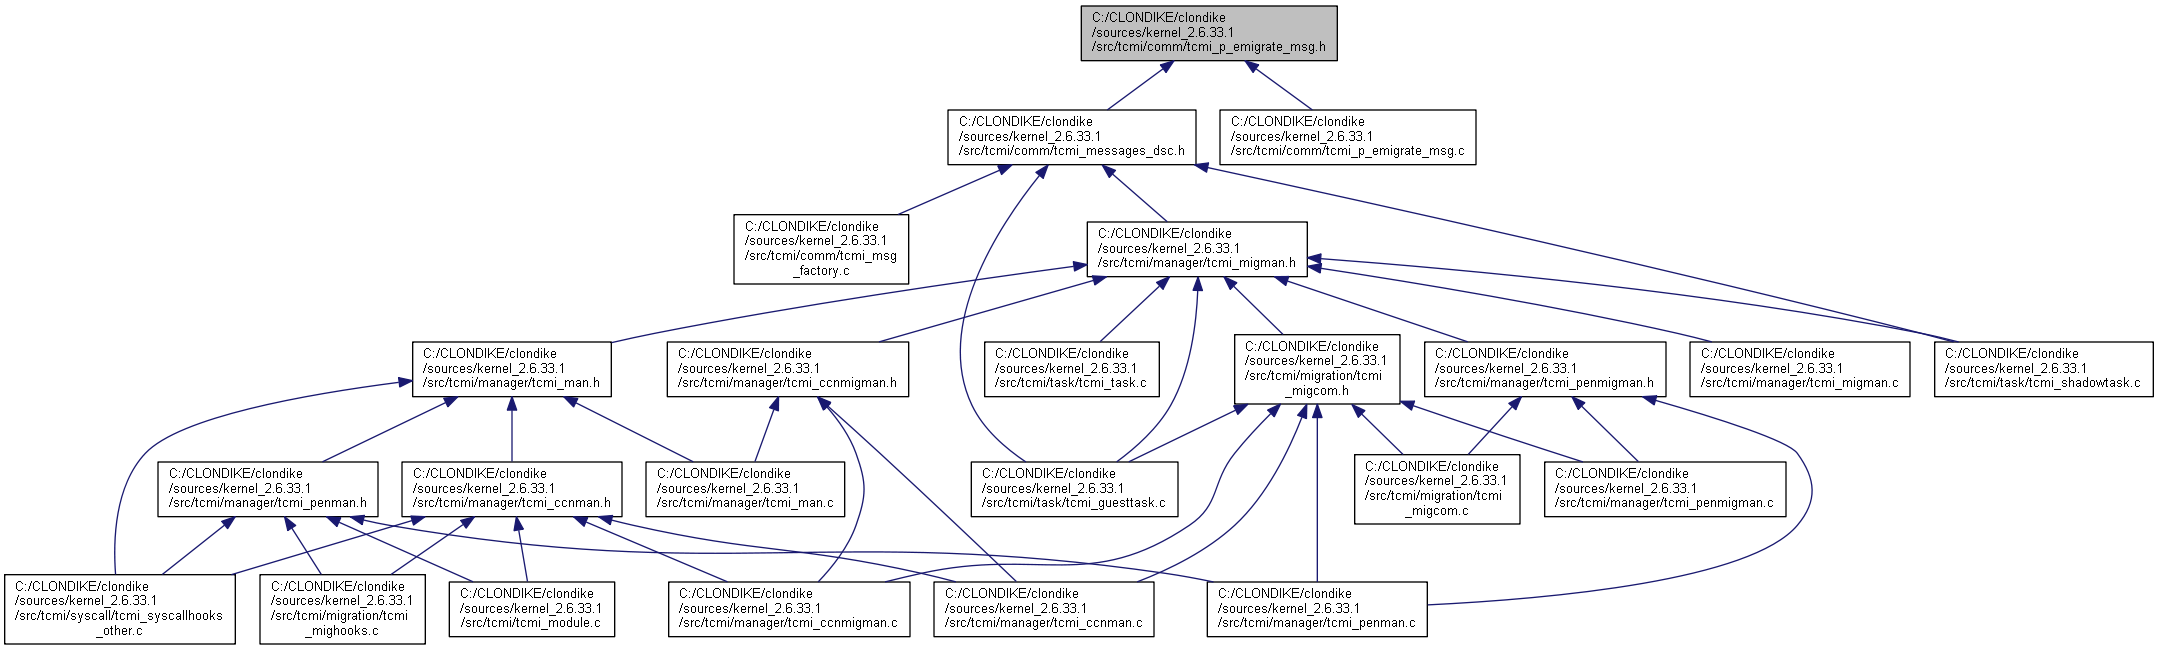 C:/CLONDIKE/clondike
/sources/kernel_2.6.33.1
/src/tcmi/comm/tcmi_p_emigrate_msg.h
C:/CLONDIKE/clondike
/sources/kernel_2.6.33.1
/src/tcmi/comm/tcmi_messages_dsc.h
C:/CLONDIKE/clondike
/sources/kernel_2.6.33.1
/src/tcmi/comm/tcmi_p_emigrate_msg.c
C:/CLONDIKE/clondike
/sources/kernel_2.6.33.1
/src/tcmi/comm/tcmi_msg
_factory.c
C:/CLONDIKE/clondike
/sources/kernel_2.6.33.1
/src/tcmi/manager/tcmi_migman.h
C:/CLONDIKE/clondike
/sources/kernel_2.6.33.1
/src/tcmi/manager/tcmi_man.h
C:/CLONDIKE/clondike
/sources/kernel_2.6.33.1
/src/tcmi/manager/tcmi_ccnmigman.h
C:/CLONDIKE/clondike
/sources/kernel_2.6.33.1
/src/tcmi/task/tcmi_task.c
C:/CLONDIKE/clondike
/sources/kernel_2.6.33.1
/src/tcmi/migration/tcmi
_migcom.h
C:/CLONDIKE/clondike
/sources/kernel_2.6.33.1
/src/tcmi/manager/tcmi_penmigman.h
C:/CLONDIKE/clondike
/sources/kernel_2.6.33.1
/src/tcmi/manager/tcmi_migman.c
C:/CLONDIKE/clondike
/sources/kernel_2.6.33.1
/src/tcmi/task/tcmi_shadowtask.c
C:/CLONDIKE/clondike
/sources/kernel_2.6.33.1
/src/tcmi/manager/tcmi_penman.h
C:/CLONDIKE/clondike
/sources/kernel_2.6.33.1
/src/tcmi/manager/tcmi_ccnman.h
C:/CLONDIKE/clondike
/sources/kernel_2.6.33.1
/src/tcmi/manager/tcmi_man.c
C:/CLONDIKE/clondike
/sources/kernel_2.6.33.1
/src/tcmi/task/tcmi_guesttask.c
C:/CLONDIKE/clondike
/sources/kernel_2.6.33.1
/src/tcmi/migration/tcmi
_migcom.c
C:/CLONDIKE/clondike
/sources/kernel_2.6.33.1
/src/tcmi/manager/tcmi_penmigman.c
C:/CLONDIKE/clondike
/sources/kernel_2.6.33.1
/src/tcmi/syscall/tcmi_syscallhooks
_other.c
C:/CLONDIKE/clondike
/sources/kernel_2.6.33.1
/src/tcmi/migration/tcmi
_mighooks.c
C:/CLONDIKE/clondike
/sources/kernel_2.6.33.1
/src/tcmi/tcmi_module.c
C:/CLONDIKE/clondike
/sources/kernel_2.6.33.1
/src/tcmi/manager/tcmi_ccnmigman.c
C:/CLONDIKE/clondike
/sources/kernel_2.6.33.1
/src/tcmi/manager/tcmi_ccnman.c
C:/CLONDIKE/clondike
/sources/kernel_2.6.33.1
/src/tcmi/manager/tcmi_penman.c